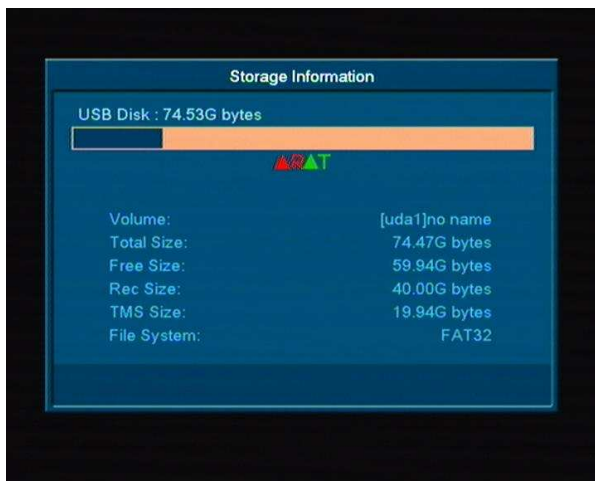 Storage Information
USB Disk : 74.53G bytes
ARAT
Volume: [uda1]no name
Total Size: 74.47G bytes
Free Size: 59.94G bytes
Rec Size: 40.00G bytes
TMS Size: 19.94G bytes
File System: FAT32